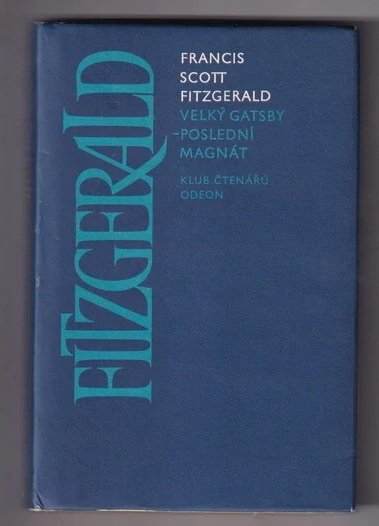 FITZGERALD
FRANCIS
SCOTT
FITZGERALD
VELKÝ GATSBY
-POSLEDNÍ
MAGNÁT
KLUB ČTENÁŘŮ
ODEON